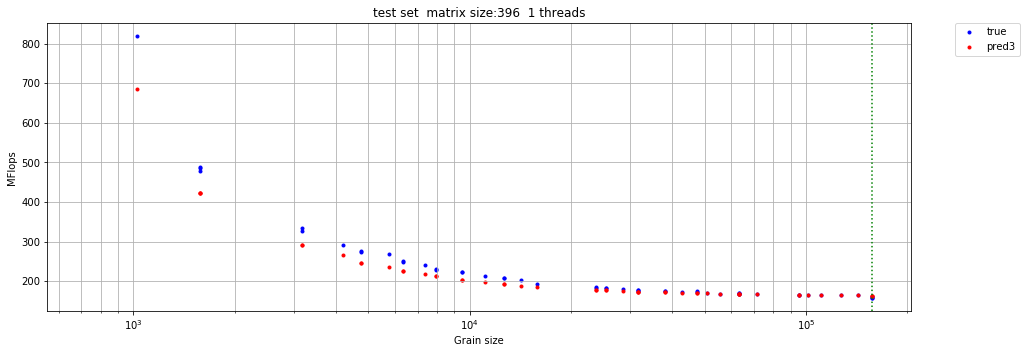 test set  matrix size:396  1 threads
true
pred3
MFlops
800
700
600
500
400
300
200
10³
10⁴
10⁵
Grain size